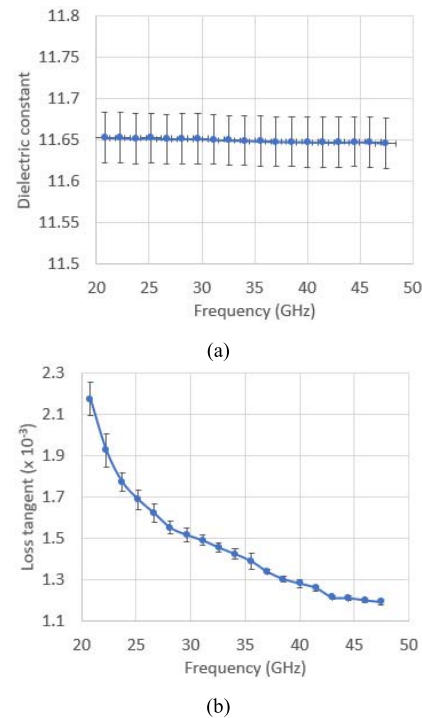 11.8
11.75
11.7
11.65
11.6
11.55
11.5
Dielectric constant
20 25 30 35 40 45 50
Frequency (GHz)
(a)
2.3
2.1
1.9
1.7
1.5
1.3
1.1
Loss tangent (x 10⁻³)
20 25 30 35 40 45 50
Frequency (GHz)
(b)